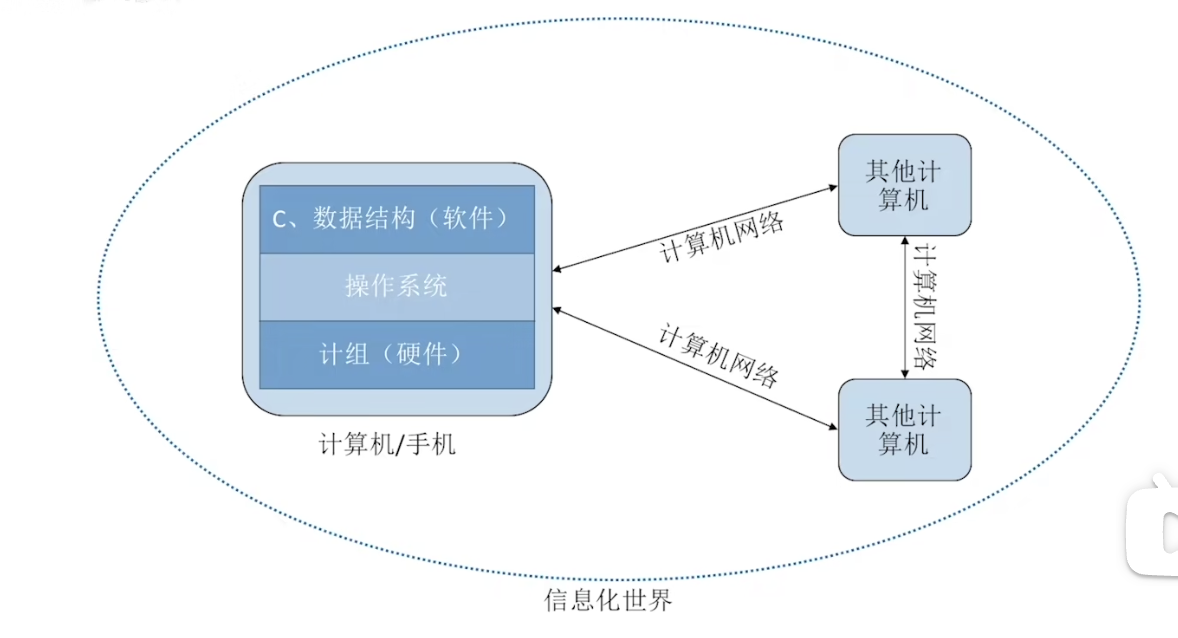 C、数据结构（软件）
操作系统
计组（硬件）
计算机/手机
计算机网络
计算机网络
其他计
算机
计算机网络
其他计
算机
信息化世界